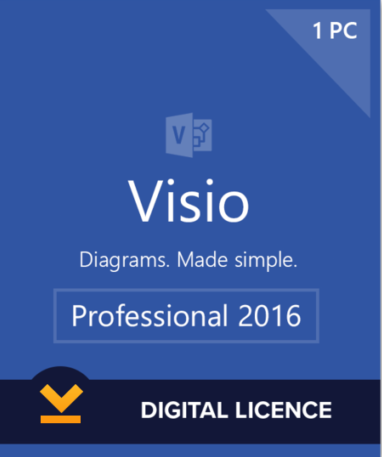 1 PC
V
Visio
Diagrams. Made simple.
Professional 2016
DIGITAL LICENCE